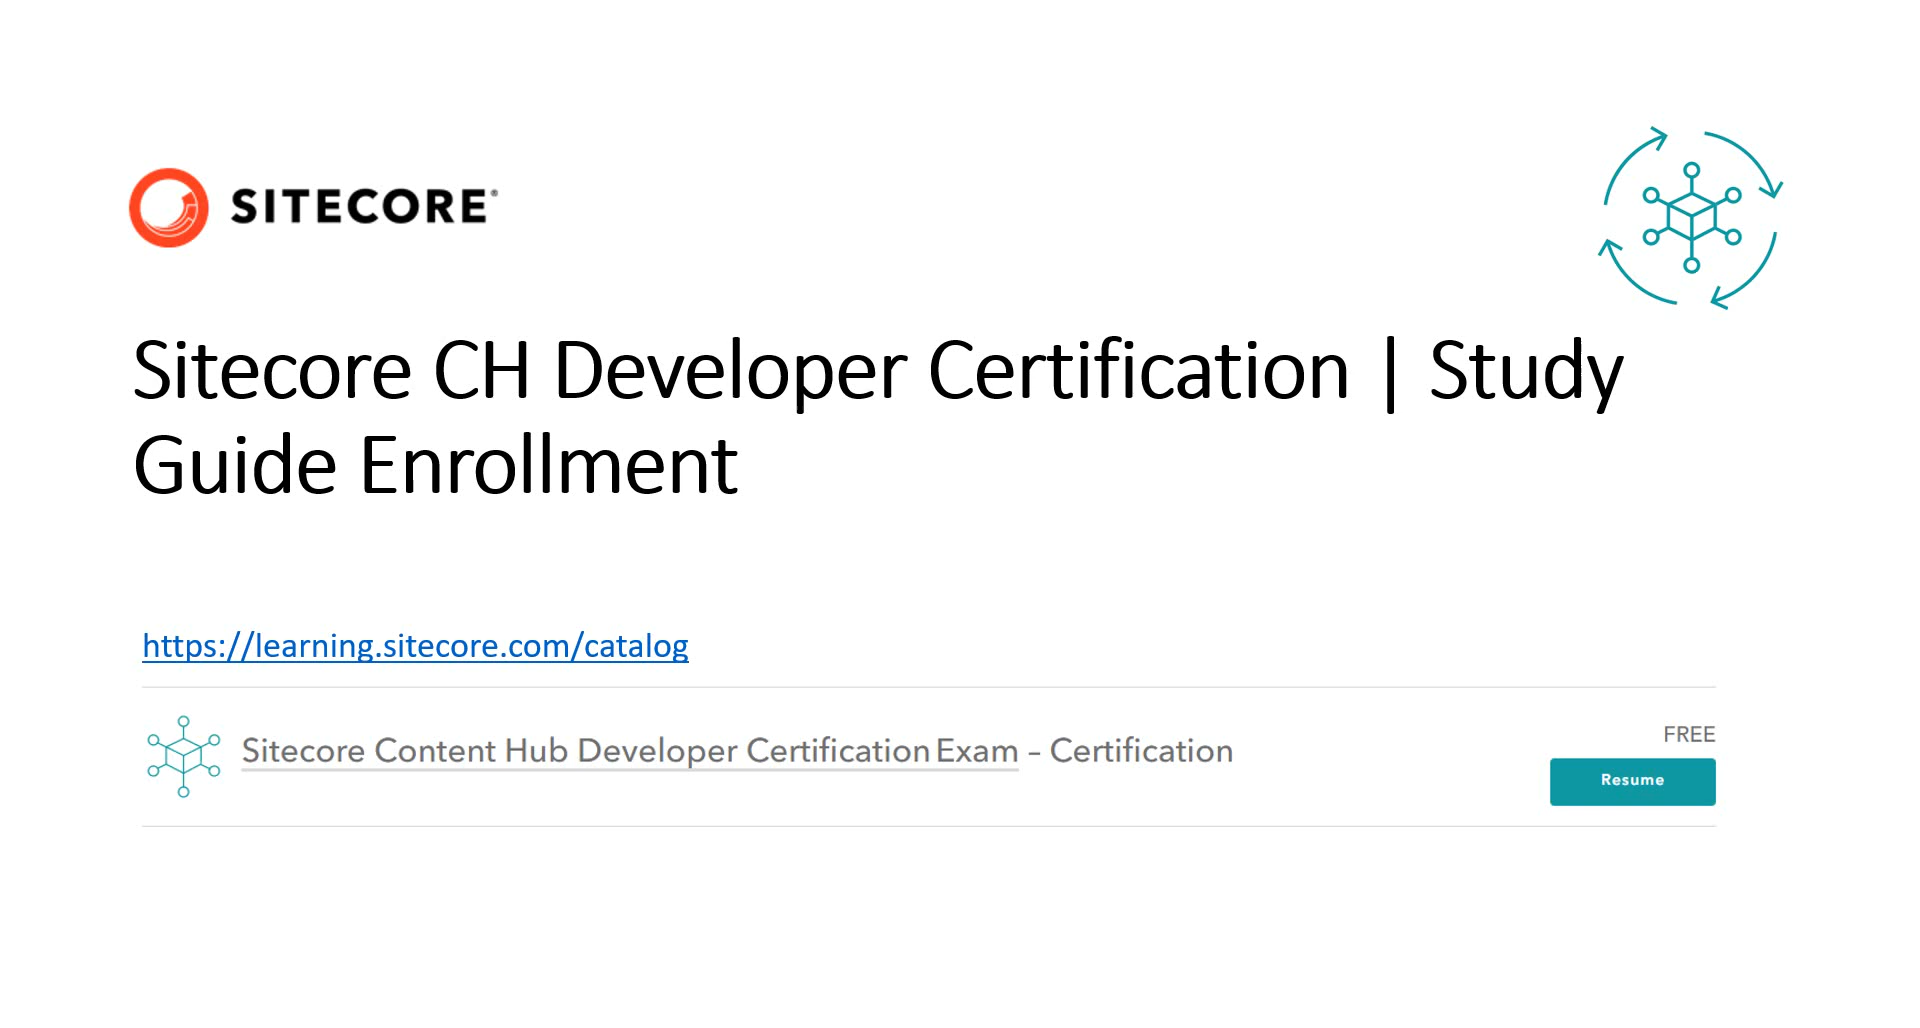 SITECORE®
Sitecore CH Developer Certification | Study
Guide Enrollment
https://learning.sitecore.com/catalog
Sitecore Content Hub Developer Certification Exam – Certification
FREE
Resume